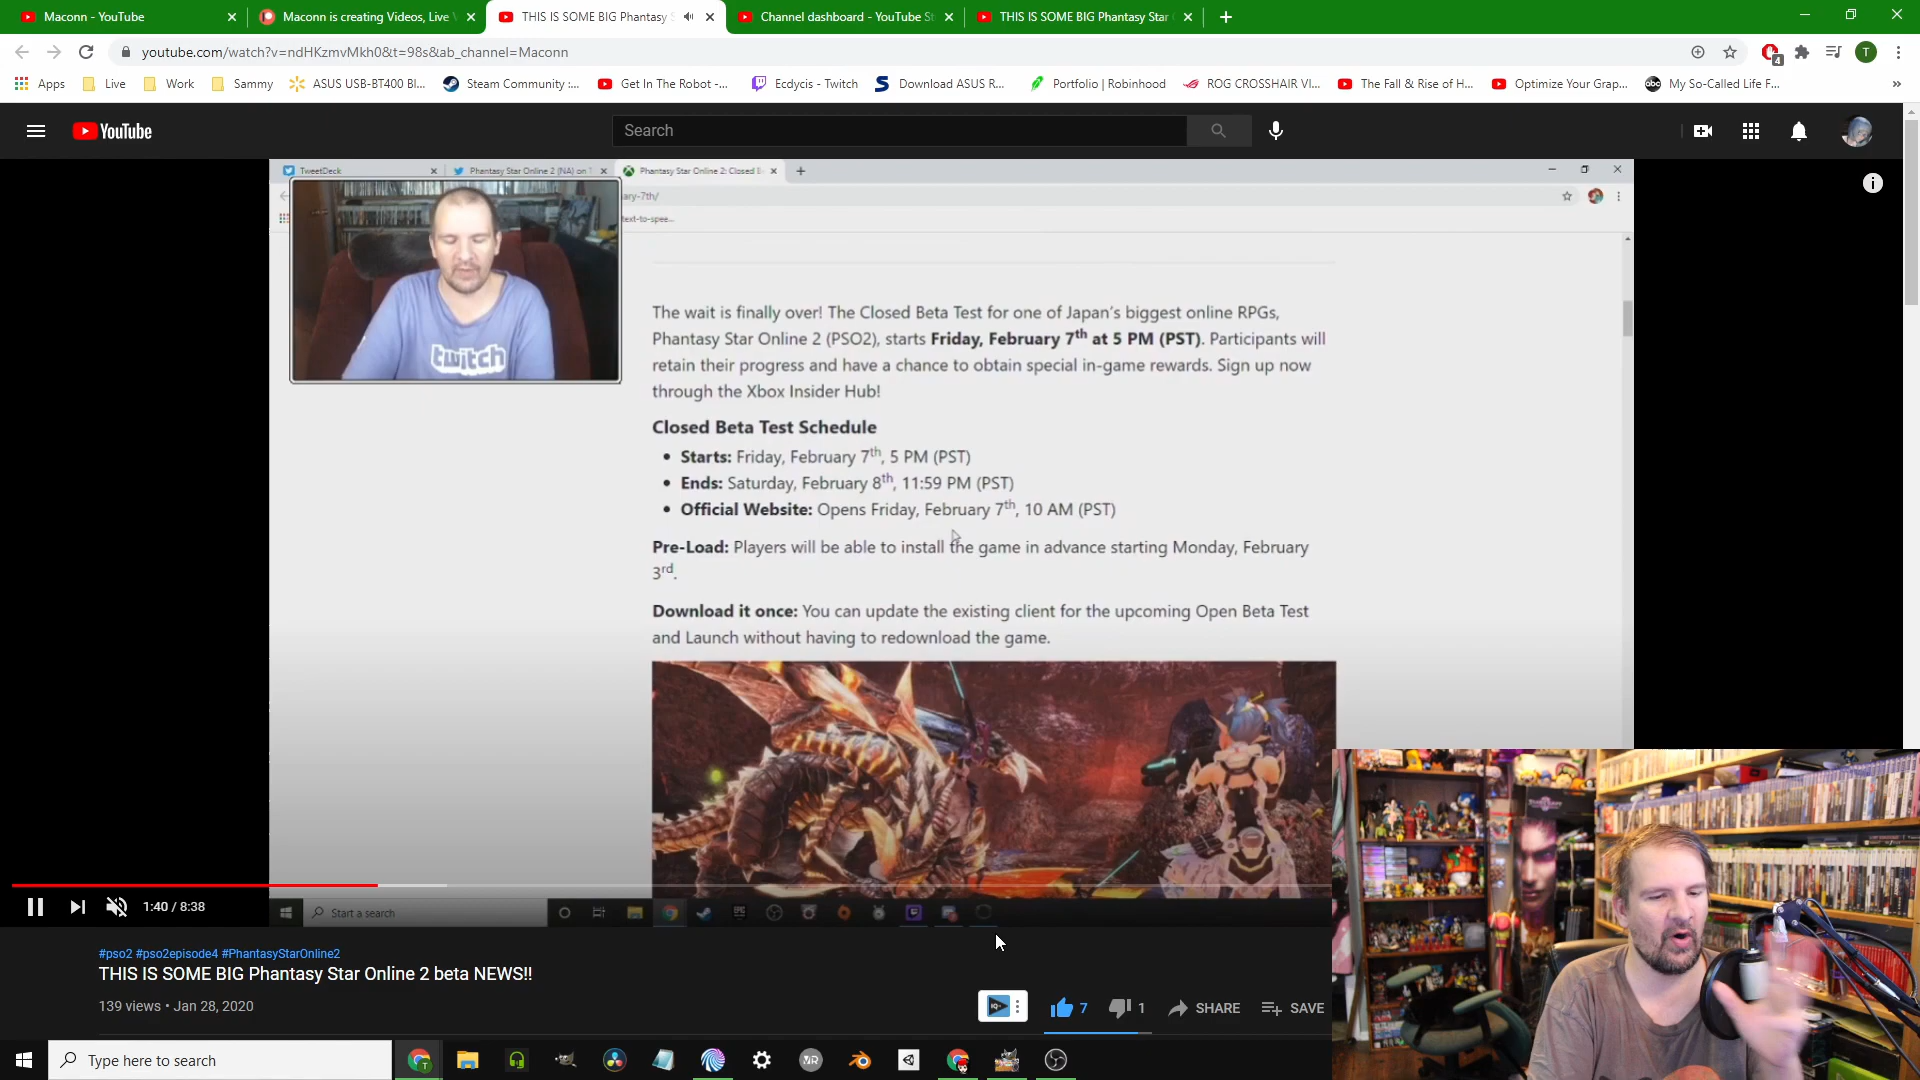 Maconn - YouTube
Maconn is creating Videos, Live
THIS IS SOME BIG Phantasy S
Channel dashboard - YouTube St
THIS IS SOME BIG Phantasy Star
youtube.com/watch?v=ndHKzmvMkh0&t=98s&ab_channel=Maconn
4
T
Apps
Live
Work
Sammy
ASUS USB-BT400 Bl...
Steam Community :...
Get In The Robot -...
Ecdycis - Twitch
Download ASUS R...
Portfolio | Robinhood
ROG CROSSHAIR VI...
The Fall & Rise of H...
Optimize Your Grap...
My So-Called Life F...
»
YouTube
Search
TweetDeck
Phantasy Star Online 2 (NA) on T
Phantasy Star Online 2: Closed B
ary-7th/
text-to-spee...
twitch
The wait is finally over! The Closed Beta Test for one of Japan's biggest online RPGs,
Phantasy Star Online 2 (PSO2), starts Friday, February 7th at 5 PM (PST). Participants will
retain their progress and have a chance to obtain special in-game rewards. Sign up now
through the Xbox Insider Hub!
Closed Beta Test Schedule
• Starts: Friday, February 7th, 5 PM (PST)
• Ends: Saturday, February 8th, 11:59 PM (PST)
• Official Website: Opens Friday, February 7th, 10 AM (PST)
Pre-Load: Players will be able to install the game in advance starting Monday, February
3rd.
Download it once: You can update the existing client for the upcoming Open Beta Test
and Launch without having to redownload the game.
1:40 / 8:38
Start a search
#pso2 #pso2episode4 #PhantasyStarOnline2
THIS IS SOME BIG Phantasy Star Online 2 beta NEWS!!
139 views • Jan 28, 2020
7
1
SHARE
SAVE
Type here to search